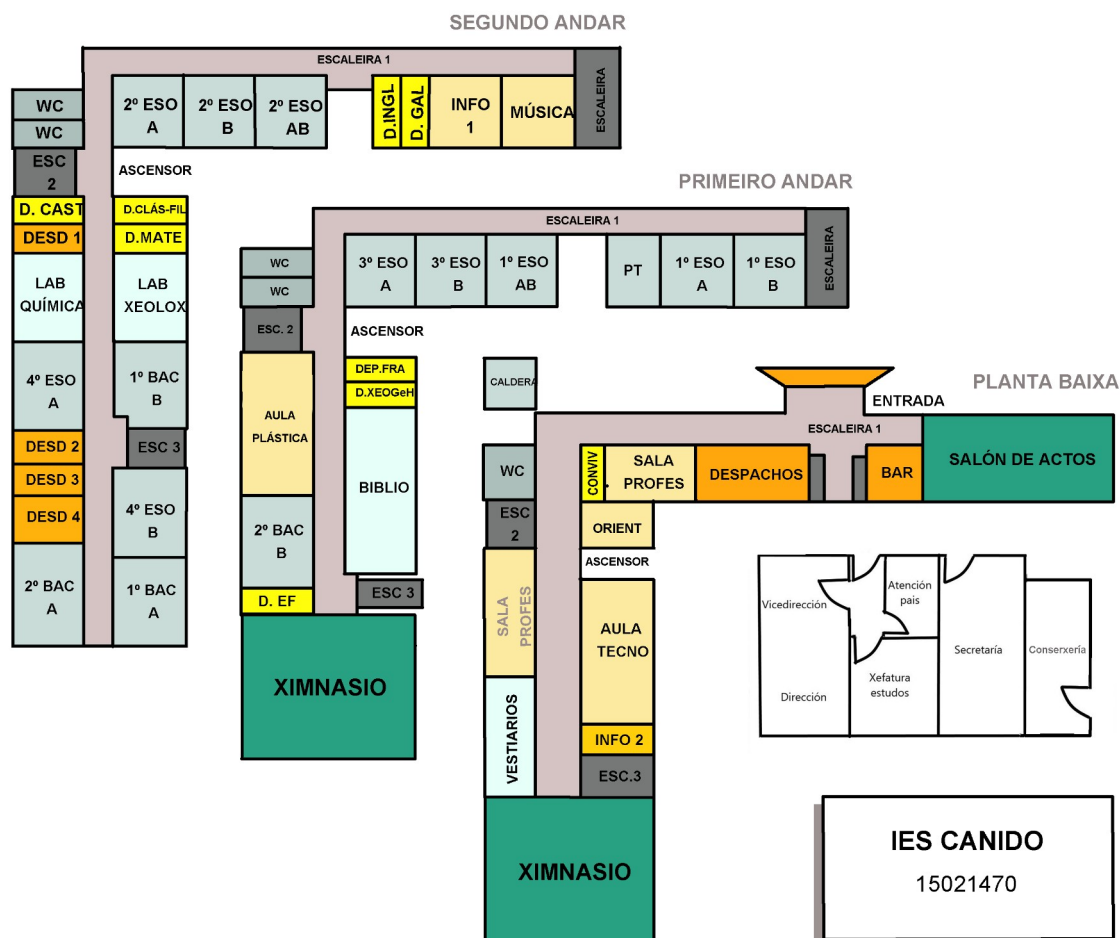 SEGUNDO ANDAR
ESCALEIRA 1
ESCALEIRA
WC
WC
2º ESO
A
2º ESO
B
2º ESO
AB
D.INGL
D. GAL
INFO
1
MÚSICA
ESC
2
ASCENSOR
D. CAST
D.CLÁS-FIL
DESD 1
D.MATE
LAB
QUÍMICA
LAB
XEOLOX
4º ESO
A
1º BAC
B
DESD 2
ESC 3
DESD 3
DESD 4
4º ESO
B
2º BAC
A
1º BAC
A
PRIMEIRO ANDAR
ESCALEIRA 1
ESCALEIRA
WC
WC
3º ESO
A
3º ESO
B
1º ESO
AB
PT
1º ESO
A
1º ESO
B
ESC. 2
ASCENSOR
DEP.FRA
D.XEOGeH
AULA
PLÁSTICA
BIBLIO
2º BAC
B
D. EF
ESC 3
XIMNASIO
PLANTA BAIXA
CALDERA
ENTRADA
ESCALEIRA 1
WC
CONVIV
SALA
PROFES
DESPACHOS
BAR
SALÓN DE ACTOS
ESC
2
ORIENT
ASCENSOR
SALA
PROFES
AULA
TECNO
VESTIARIOS
INFO 2
ESC.3
XIMNASIO
Vicedirección
Atención
pais
Dirección
Xefatura
estudos
Secretaría
Conserxería
IES CANIDO
15021470